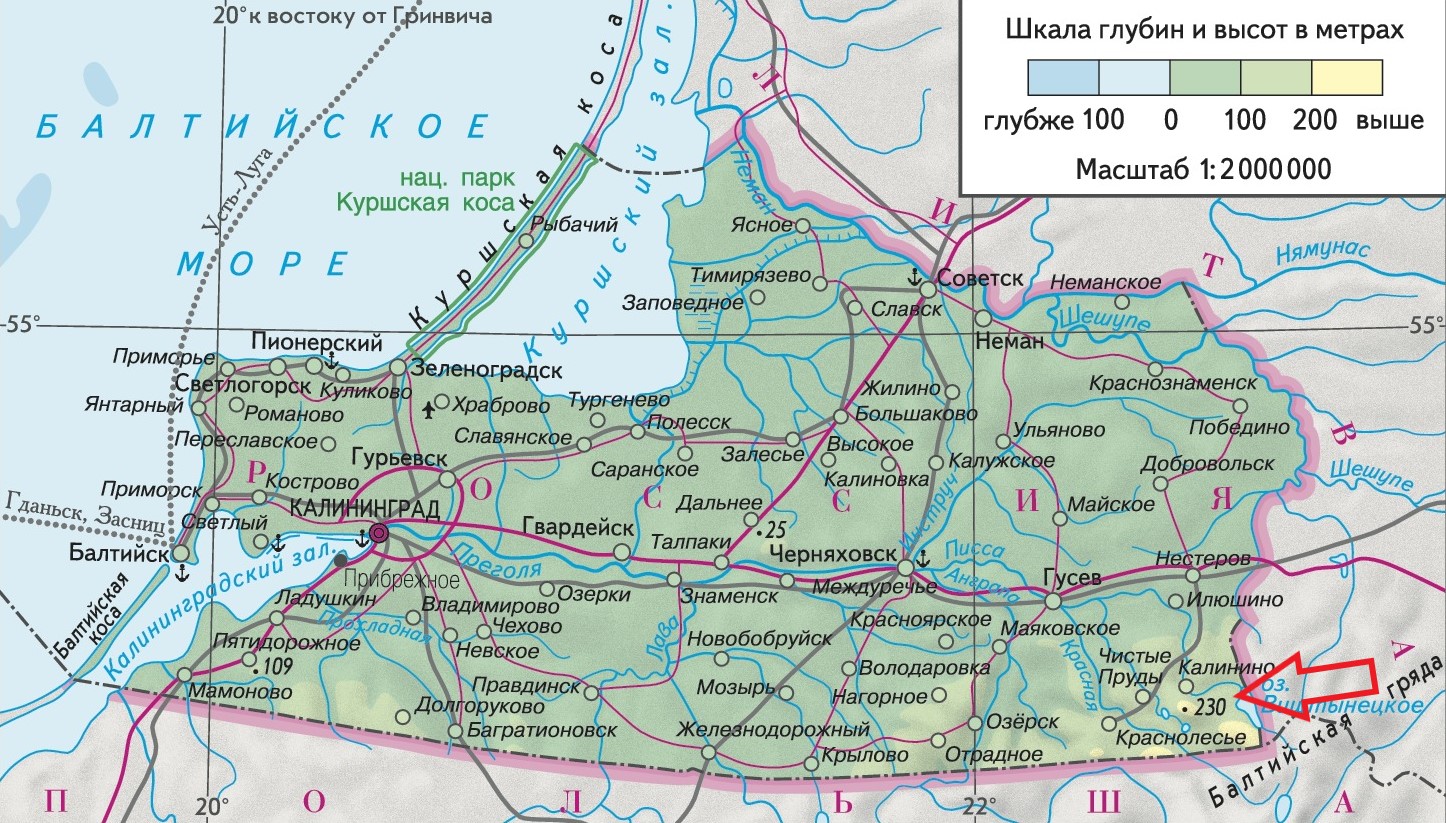 20° к востоку от Гринвича
Шкала глубин и высот в метрах
глубже 100 0 100 200 выше
Масштаб 1:2 000 000
БАЛТИЙСКОЕ
МОРЕ
Усть-Луга
нац. парк
Куршская коса
Куршская коса
Куршский зал.
Рыбачий
Неман
ЛИТВА
Ясное
Тимирязево
Заповедное
Советск
Славск
Неманское
Нямунас
Шешупе
Неман
55°
55°
Пионерский
Приморье
Светлогорск
Куликово
Зеленоградск
Янтарный
Романово
Храброво
Тургенево
Жилино
Краснознаменск
Переславское
Славянское
Полесск
Большаково
Победино
Гурьевск
Саранское
Залесье
Высокое
Калиновка
Калужское
Ульяново
Добровольск
Шешупе
РОССИЯ
Приморск
Кострово
КАЛИНИНГРАД
Гданьск, Засниц
Светлый
Балтийск
Гвардейск
Дальнее
25
Талпаки
Черняховск
Инструч
Майское
Писса
Анграпа
Гусев
Нестеров
Калининградский зал.
Прибрежное
Преголя
Озерки
Знаменск
Междуречье
Илюшино
Балтийская
коса
Ладушкин
Владимирово
Прохладная
Чехово
Невское
Лава
Новобобруйск
Красноярское
Маяковское
Красная
Чистые
Пруды
Калинино
Пятидорожное
109
Мамоново
Правдинск
Мозырь
Володаровка
Нагорное
230
оз.
Виштынецкое
Долгоруково
Багратионовск
Железнодорожный
Крылово
Озёрск
Отрадное
Краснолесье
Балтийская гряда
20°
22°
ПОЛЬША